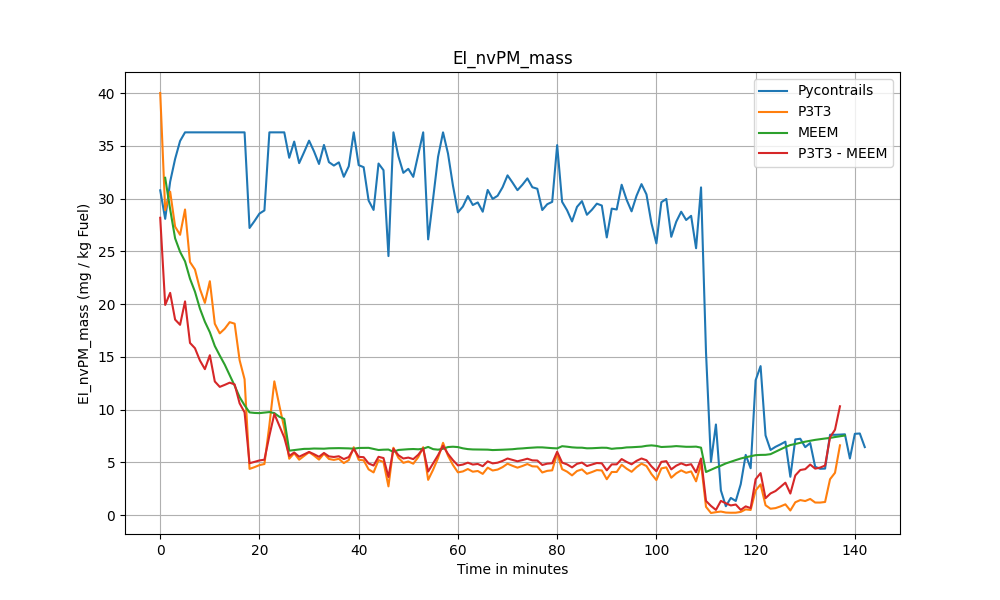 EI_nvPM_mass
Pycontrails
P3T3
MEEM
P3T3 - MEEM
EI_nvPM_mass (mg / kg Fuel)
40
35
30
25
20
15
10
5
0
0 20 40 60 80 100 120 140
Time in minutes